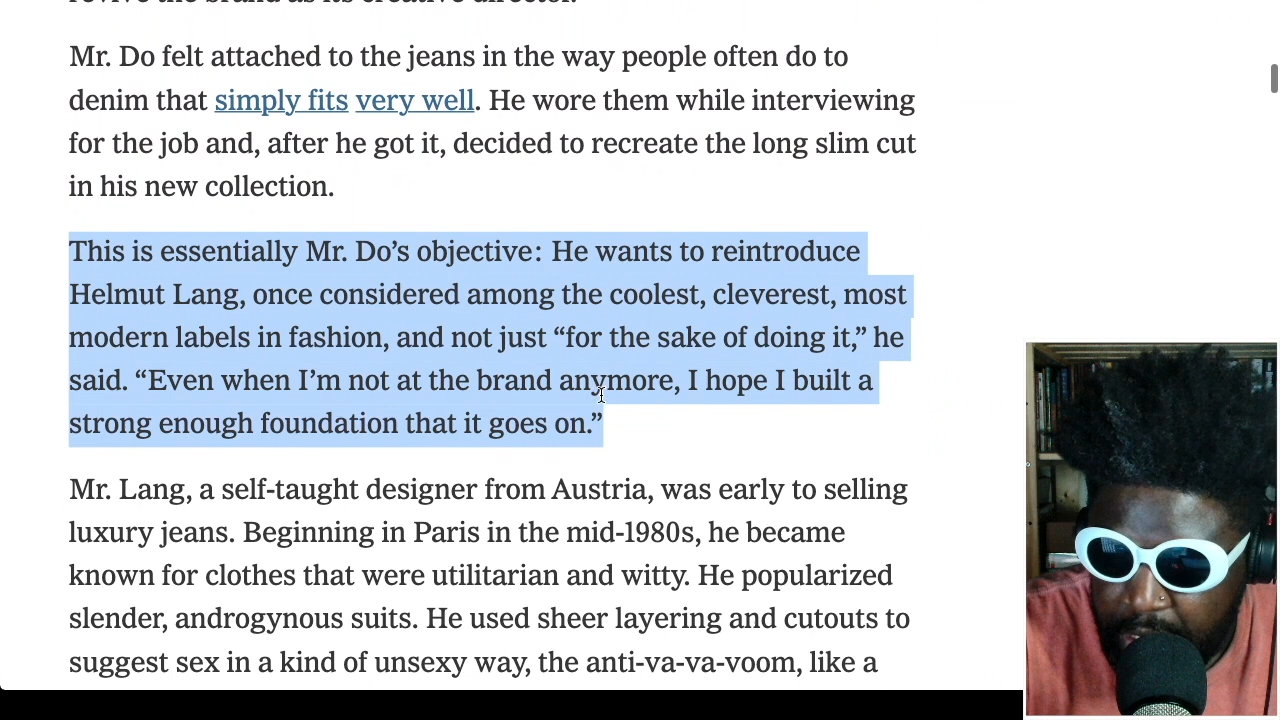 Mr. Do felt attached to the jeans in the way people often do to
denim that simply fits very well. He wore them while interviewing
for the job and, after he got it, decided to recreate the long slim cut
in his new collection.
This is essentially Mr. Do’s objective: He wants to reintroduce
Helmut Lang, once considered among the coolest, cleverest, most
modern labels in fashion, and not just “for the sake of doing it,” he
said. “Even when I’m not at the brand anymore, I hope I built a
strong enough foundation that it goes on.”
Mr. Lang, a self-taught designer from Austria, was early to selling
luxury jeans. Beginning in Paris in the mid-1980s, he became
known for clothes that were utilitarian and witty. He popularized
slender, androgynous suits. He used sheer layering and cutouts to
suggest sex in a kind of unsexy way, the anti-va-va-voom, like a